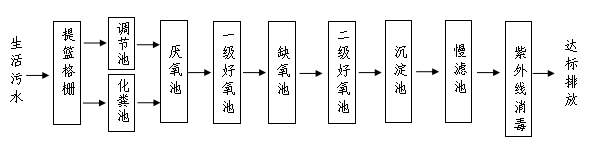 生活污水
提篮格栅
调节池
化粪池
厌氧池
一级好氧池
缺氧池
二级好氧池
沉淀池
慢滤池
紫外线消毒
达标排放